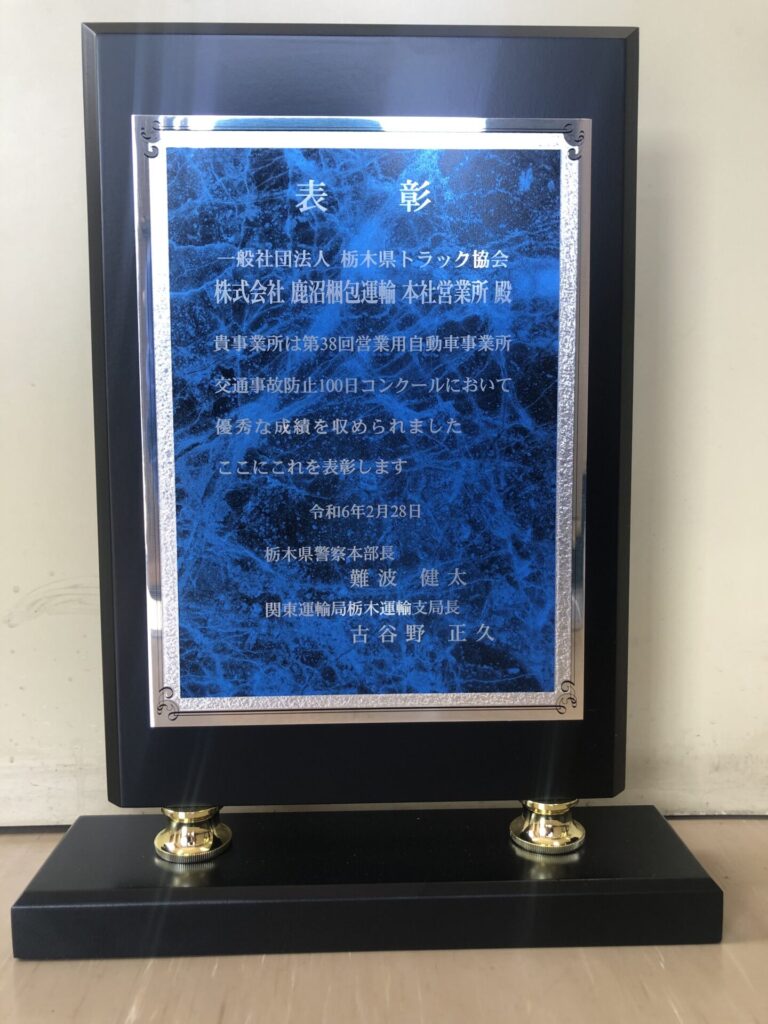 表彰
一般社団法人 栃木県トラック協会
株式会社 鹿沼梱包運輸 本社営業所 殿
貴事業所は第38回営業用自動車事業所
交通事故防止100日コンクールにおいて
優秀な成績を収められました
ここにこれを表彰します
令和6年2月28日
栃木県警察本部長
難波 健太
関東運輸局栃木運輸支局長
古谷野 正久